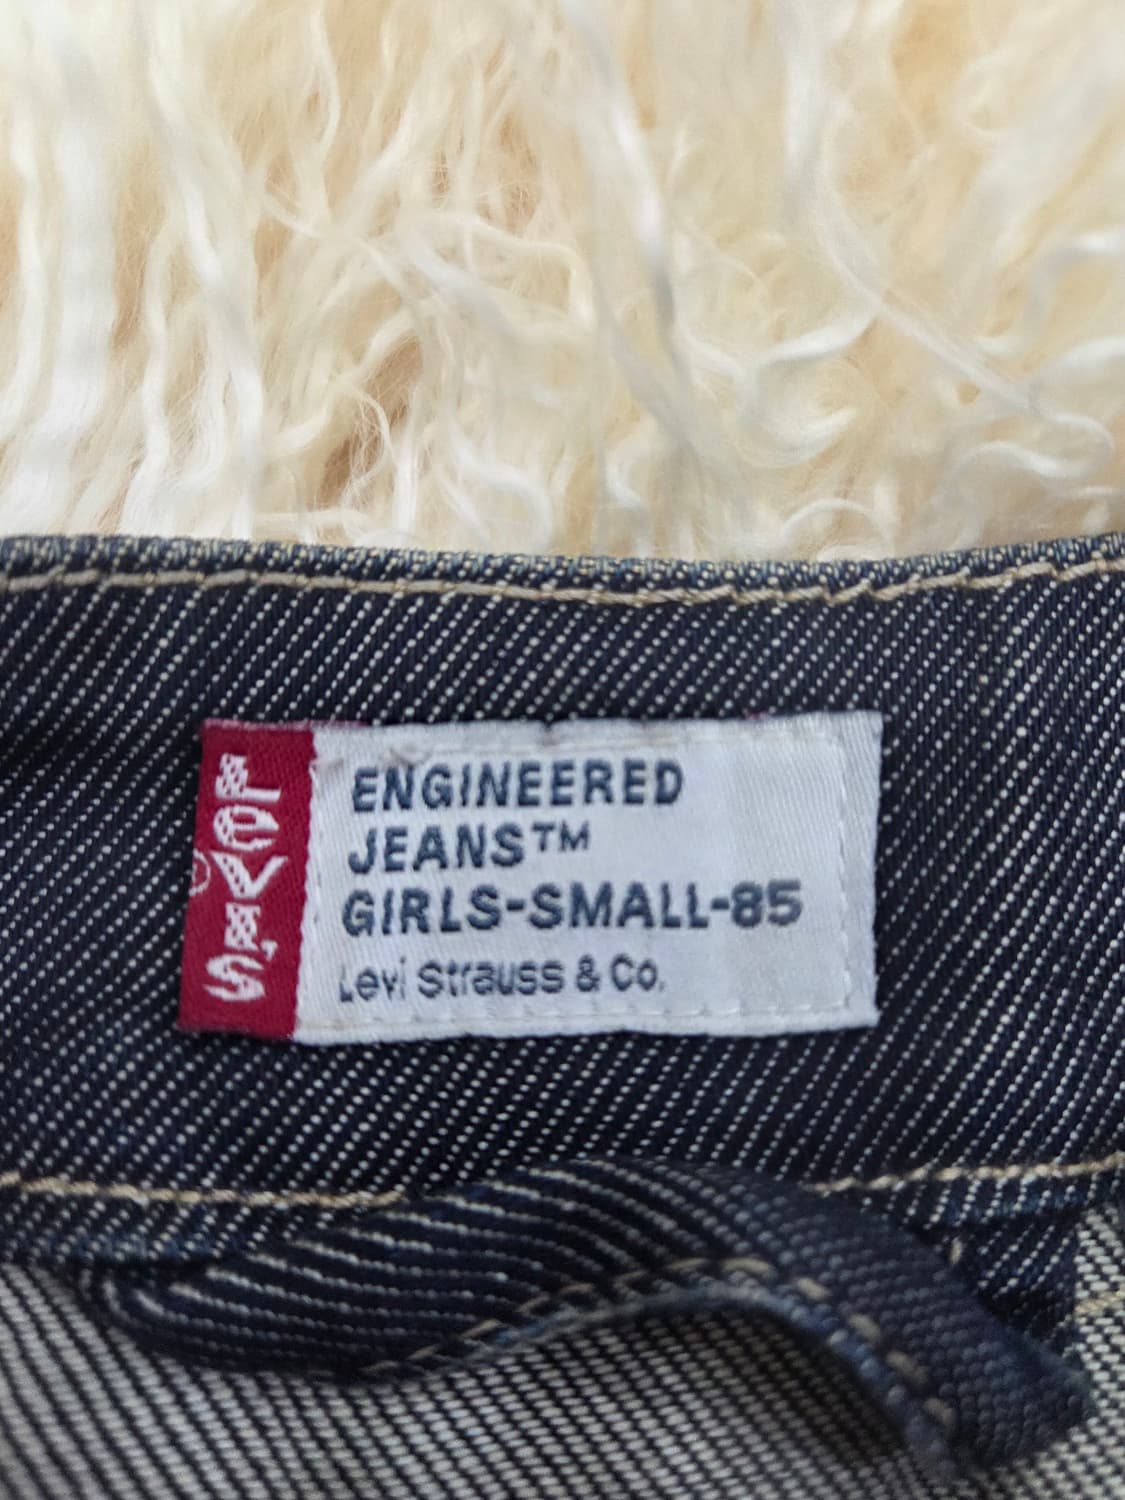 LEVI'S
®
ENGINEERED
JEANS™
GIRLS-SMALL-85
Levi Strauss & Co.